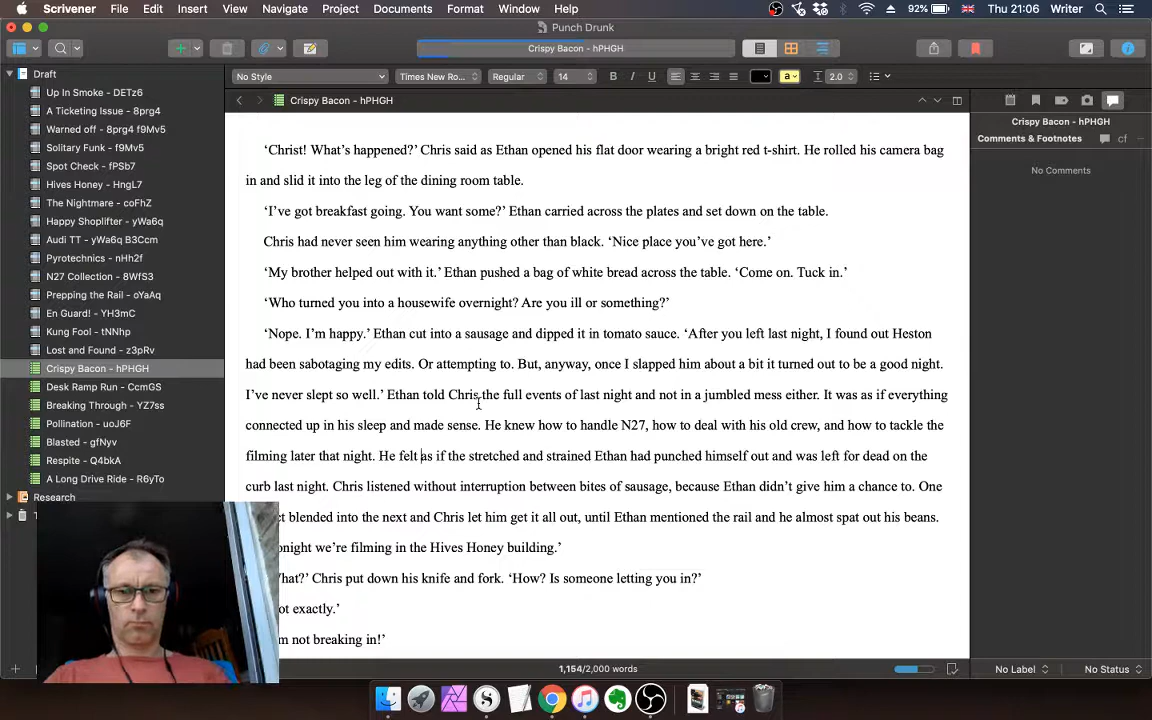 Scrivener File Edit Insert View Navigate Project Documents Format Window Help 92% Thu 21:06 Writer
Punch Drunk
Crispy Bacon - hPHGH
No Style Times New Ro... Regular 14 B I U a 2.0
Draft
Up In Smoke - DETz6
A Ticketing Issue - 8prg4
Warned off - 8prg4 f9Mv5
Solitary Funk - f9Mv5
Spot Check - fPSb7
Hives Honey - HngL7
The Nightmare - coFhZ
Happy Shoplifter - yWa6q
Audi TT - yWa6q B3Ccm
Pyrotechnics - nHh2f
N27 Collection - 8WfS3
Prepping the Rail - oYaAq
En Guard! - YH3mC
Kung Fool - tNNhp
Lost and Found - z3pRv
Crispy Bacon - hPHGH
Desk Ramp Run - CcmGS
Breaking Through - YZ7ss
Pollination - uoJ6F
Blasted - gfNyv
Respite - Q4bkA
A Long Drive Ride - R6yTo
Research
T
Crispy Bacon - hPHGH
‘Christ! What’s happened?’ Chris said as Ethan opened his flat door wearing a bright red t-shirt. He rolled his camera bag
in and slid it into the leg of the dining room table.
‘I’ve got breakfast going. You want some?’ Ethan carried across the plates and set down on the table.
Chris had never seen him wearing anything other than black. ‘Nice place you’ve got here.’
‘My brother helped out with it.’ Ethan pushed a bag of white bread across the table. ‘Come on. Tuck in.’
‘Who turned you into a housewife overnight? Are you ill or something?’
‘Nope. I’m happy.’ Ethan cut into a sausage and dipped it in tomato sauce. ‘After you left last night, I found out Heston
had been sabotaging my edits. Or attempting to. But, anyway, once I slapped him about a bit it turned out to be a good night.
I’ve never slept so well.’ Ethan told Chris the full events of last night and not in a jumbled mess either. It was as if everything
connected up in his sleep and made sense. He knew how to handle N27, how to deal with his old crew, and how to tackle the
filming later that night. He felt as if the stretched and strained Ethan had punched himself out and was left for dead on the
curb last night. Chris listened without interruption between bites of sausage, because Ethan didn’t give him a chance to. One
ct blended into the next and Chris let him get it all out, until Ethan mentioned the rail and he almost spat out his beans.
onight we’re filming in the Hives Honey building.’
hat?’ Chris put down his knife and fork. ‘How? Is someone letting you in?’
ot exactly.’
m not breaking in!’
1,154/2,000 words
Crispy Bacon - hPHGH
Comments & Footnotes cf
No Comments
No Label No Status